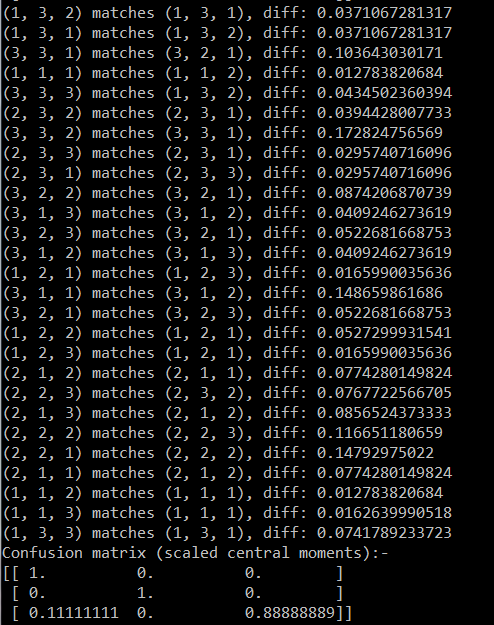 (1, 3, 2) matches (1, 3, 1), diff: 0.0371067281317
(1, 3, 1) matches (1, 3, 2), diff: 0.0371067281317
(3, 3, 1) matches (3, 2, 1), diff: 0.103643030171
(1, 1, 1) matches (1, 1, 2), diff: 0.012783820684
(3, 3, 3) matches (1, 3, 2), diff: 0.0434502360394
(2, 3, 2) matches (2, 3, 1), diff: 0.0394428007733
(3, 3, 2) matches (3, 3, 1), diff: 0.172824756569
(2, 3, 3) matches (2, 3, 1), diff: 0.0295740716096
(2, 3, 1) matches (2, 3, 3), diff: 0.0295740716096
(3, 2, 2) matches (3, 2, 1), diff: 0.0874206870739
(3, 1, 3) matches (3, 1, 2), diff: 0.0409246273619
(3, 2, 3) matches (3, 2, 1), diff: 0.0522681668753
(3, 1, 2) matches (3, 1, 3), diff: 0.0409246273619
(1, 2, 1) matches (1, 2, 3), diff: 0.0165990035636
(3, 1, 1) matches (3, 1, 2), diff: 0.148659861686
(3, 2, 1) matches (3, 2, 3), diff: 0.0522681668753
(1, 2, 2) matches (1, 2, 1), diff: 0.0527299931541
(1, 2, 3) matches (1, 2, 1), diff: 0.0165990035636
(2, 1, 2) matches (2, 1, 1), diff: 0.0774280149824
(2, 2, 3) matches (2, 3, 2), diff: 0.0767722566705
(2, 1, 3) matches (2, 1, 2), diff: 0.0856524373333
(2, 2, 2) matches (2, 2, 3), diff: 0.116651180659
(2, 2, 1) matches (2, 2, 2), diff: 0.14792975022
(2, 1, 1) matches (2, 1, 2), diff: 0.0774280149824
(1, 1, 2) matches (1, 1, 1), diff: 0.012783820684
(1, 1, 3) matches (1, 1, 1), diff: 0.0162639990518
(1, 3, 3) matches (1, 3, 1), diff: 0.0741789233723
Confusion matrix (scaled central moments):-
[[ 1. 0. 0. ]
[ 0. 1. 0. ]
[ 0.11111111 0. 0.88888889]]